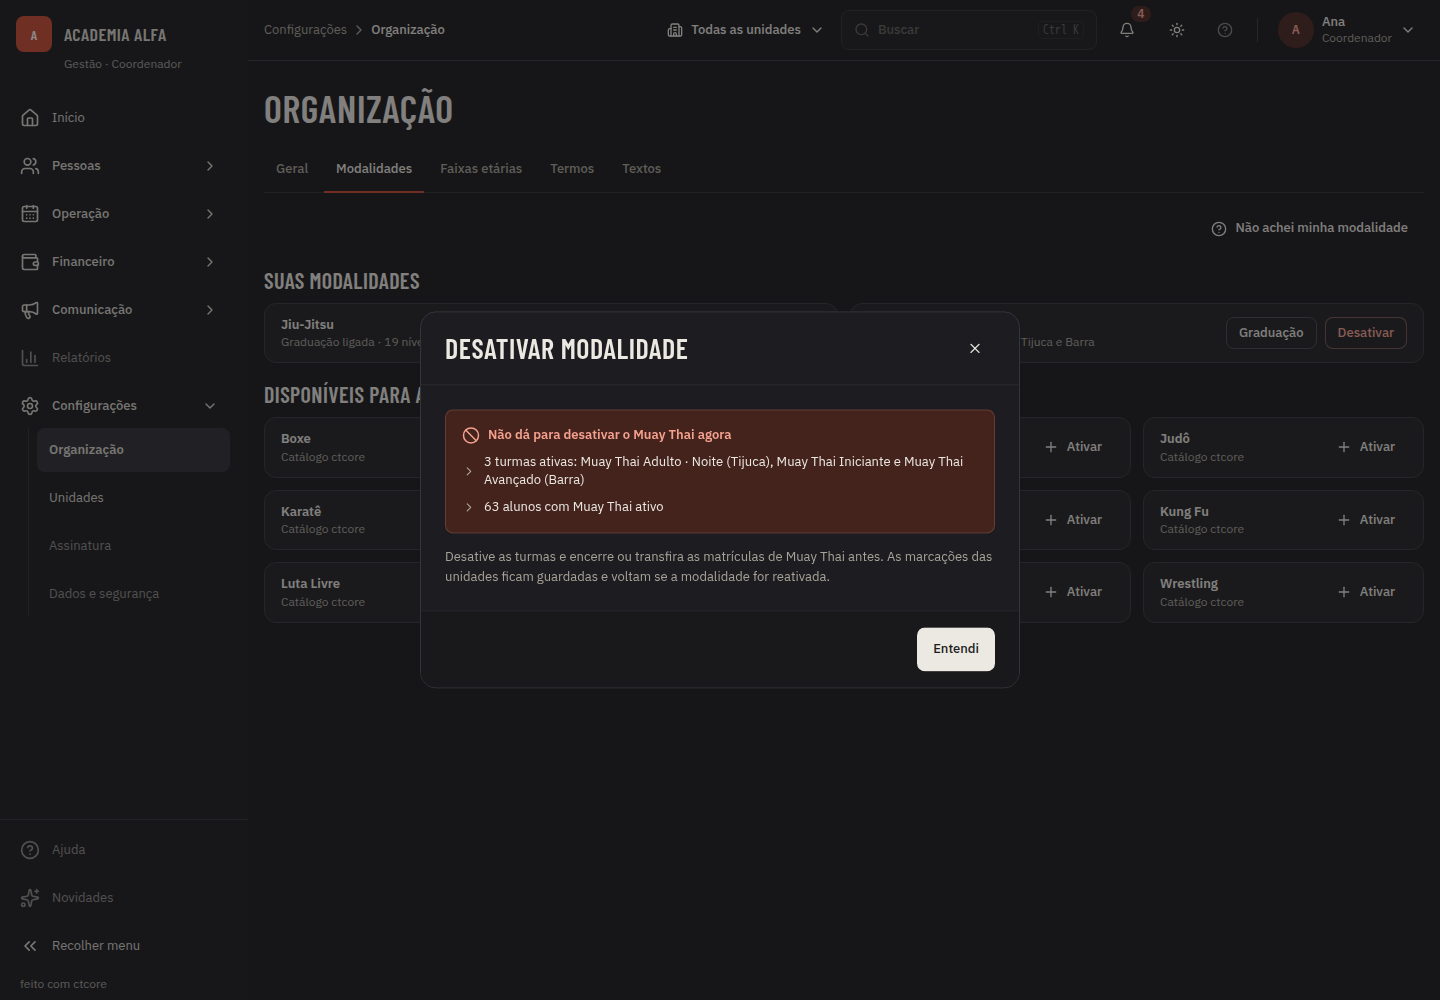 A
ACADEMIA ALFA
Gestão · Coordenador
Início
Pessoas
Operação
Financeiro
Comunicação
Relatórios
Configurações
Organização
Unidades
Assinatura
Dados e segurança
Ajuda
Novidades
Recolher menu
feito com ctcore
Configurações > Organização
Todas as unidades
Buscar
Ctrl K
4
A
Ana
Coordenador
ORGANIZAÇÃO
Geral
Modalidades
Faixas etárias
Termos
Textos
Não achei minha modalidade
SUAS MODALIDADES
Jiu-Jitsu
Graduação ligada · 19
Tijuca e Barra
Graduação
Desativar
DISPONÍVEIS PARA
Boxe
Catálogo ctcore
Ativar
Judô
Catálogo ctcore
Ativar
Karatê
Catálogo ctcore
Ativar
Kung Fu
Catálogo ctcore
Ativar
Luta Livre
Catálogo ctcore
Ativar
Wrestling
Catálogo ctcore
Ativar
DESATIVAR MODALIDADE
Não dá para desativar o Muay Thai agora
3 turmas ativas: Muay Thai Adulto · Noite (Tijuca), Muay Thai Iniciante e Muay Thai
Avançado (Barra)
63 alunos com Muay Thai ativo
Desative as turmas e encerre ou transfira as matrículas de Muay Thai antes. As marcações das
unidades ficam guardadas e voltam se a modalidade for reativada.
Entendi